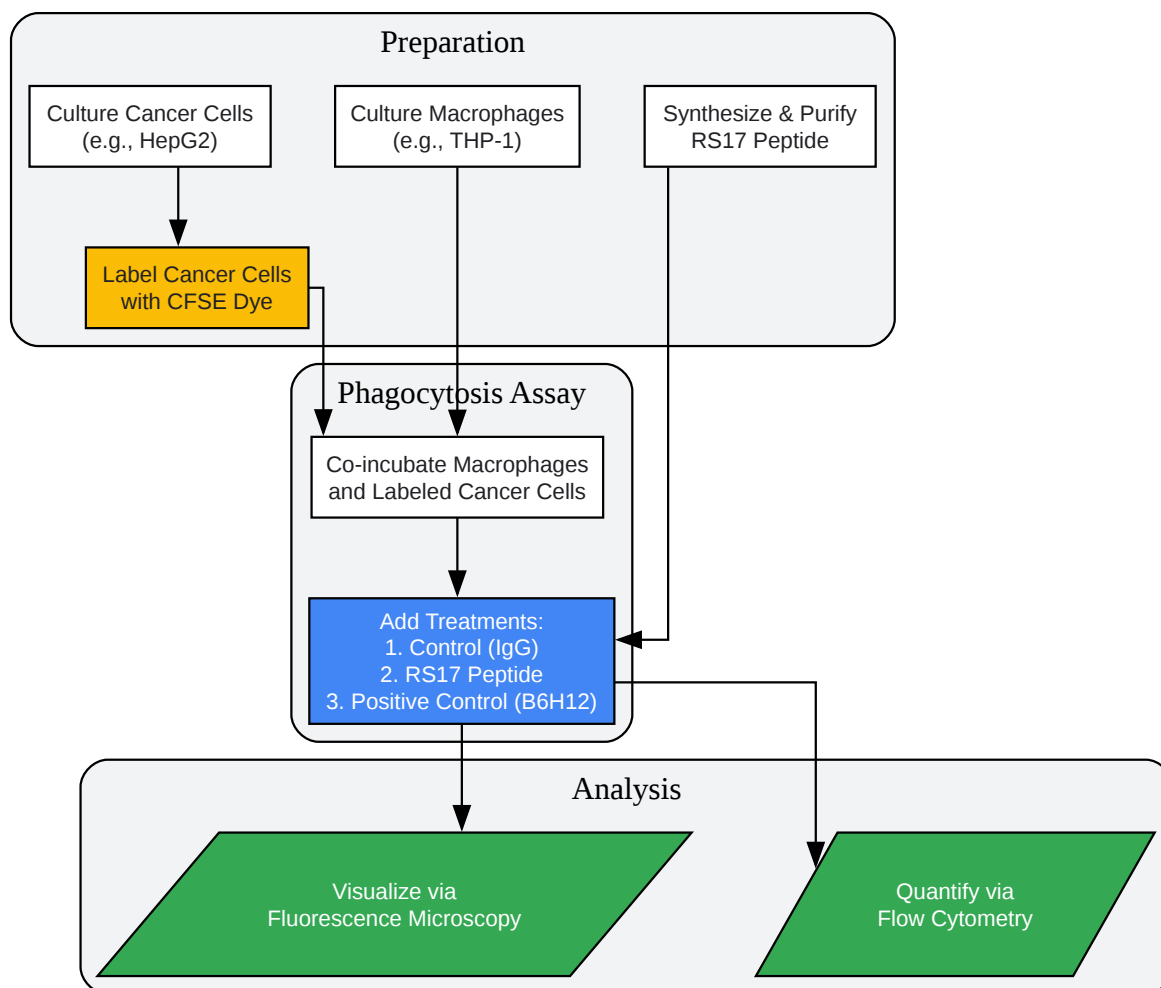 Preparation
Culture Cancer Cells
(e.g., HepG2)
Culture Macrophages
(e.g., THP-1)
Synthesize & Purify
RS17 Peptide
Label Cancer Cells
with CFSE Dye
Phagocytosis Assay
Co-incubate Macrophages
and Labeled Cancer Cells
Add Treatments:
1. Control (IgG)
2. RS17 Peptide
3. Positive Control (B6H12)
Analysis
Visualize via
Fluorescence Microscopy
Quantify via
Flow Cytometry